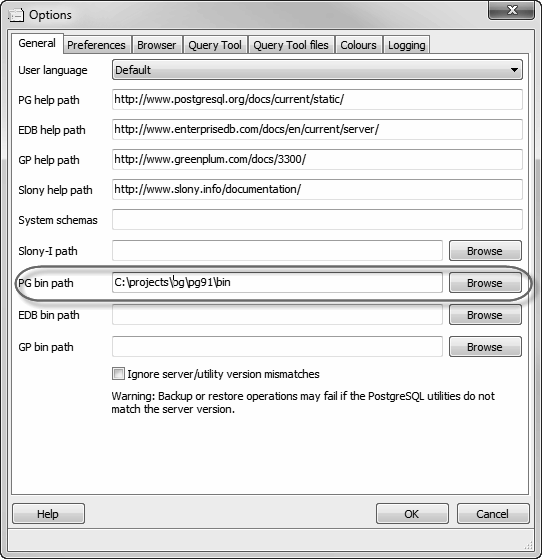 Options
General Preferences Browser Query Tool Query Tool files Colours Logging
User language Default
PG help path http://www.postgresql.org/docs/current/static/
EDB help path http://www.enterprisedb.com/docs/en/current/server/
GP help path http://www.greenplum.com/docs/3300/
Slony help path http://www.slony.info/documentation/
System schemas
Slony-I path Browse
PG bin path C:\projects\pg\pg91\bin Browse
EDB bin path Browse
GP bin path Browse
Ignore server/utility version mismatches
Warning: Backup or restore operations may fail if the PostgreSQL utilities do not
match the server version.
Help OK Cancel